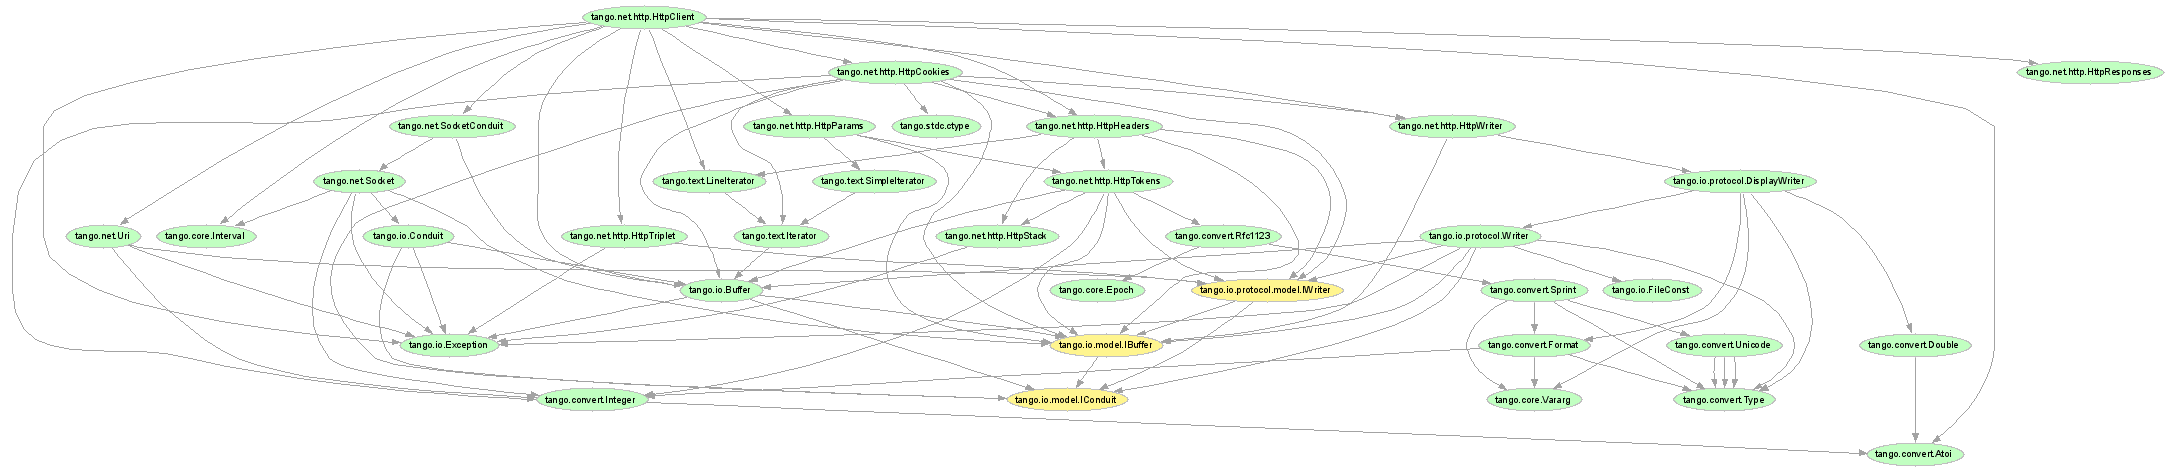 tango.net.http.HttpClient
tango.net.http.HttpCookies
tango.net.http.HttpResponses
tango.net.SocketConduit
tango.net.http.HttpParams
tango.stdc.ctype
tango.net.http.HttpHeaders
tango.net.http.HttpWriter
tango.net.Socket
tango.text.LineIterator
tango.text.SimpleIterator
tango.net.http.HttpTokens
tango.io.protocol.DisplayWriter
tango.net.Uri
tango.core.Interval
tango.io.Conduit
tango.net.http.HttpTriplet
tango.text.Iterator
tango.net.http.HttpStack
tango.convert.Rfc1123
tango.io.protocol.Writer
tango.io.Buffer
tango.core.Epoch
tango.io.protocol.model.IWriter
tango.convert.Sprint
tango.io.FileConst
tango.io.Exception
tango.io.model.IBuffer
tango.convert.Format
tango.convert.Unicode
tango.convert.Double
tango.convert.Integer
tango.io.model.IConduit
tango.core.Vararg
tango.convert.Type
tango.convert.Atoi